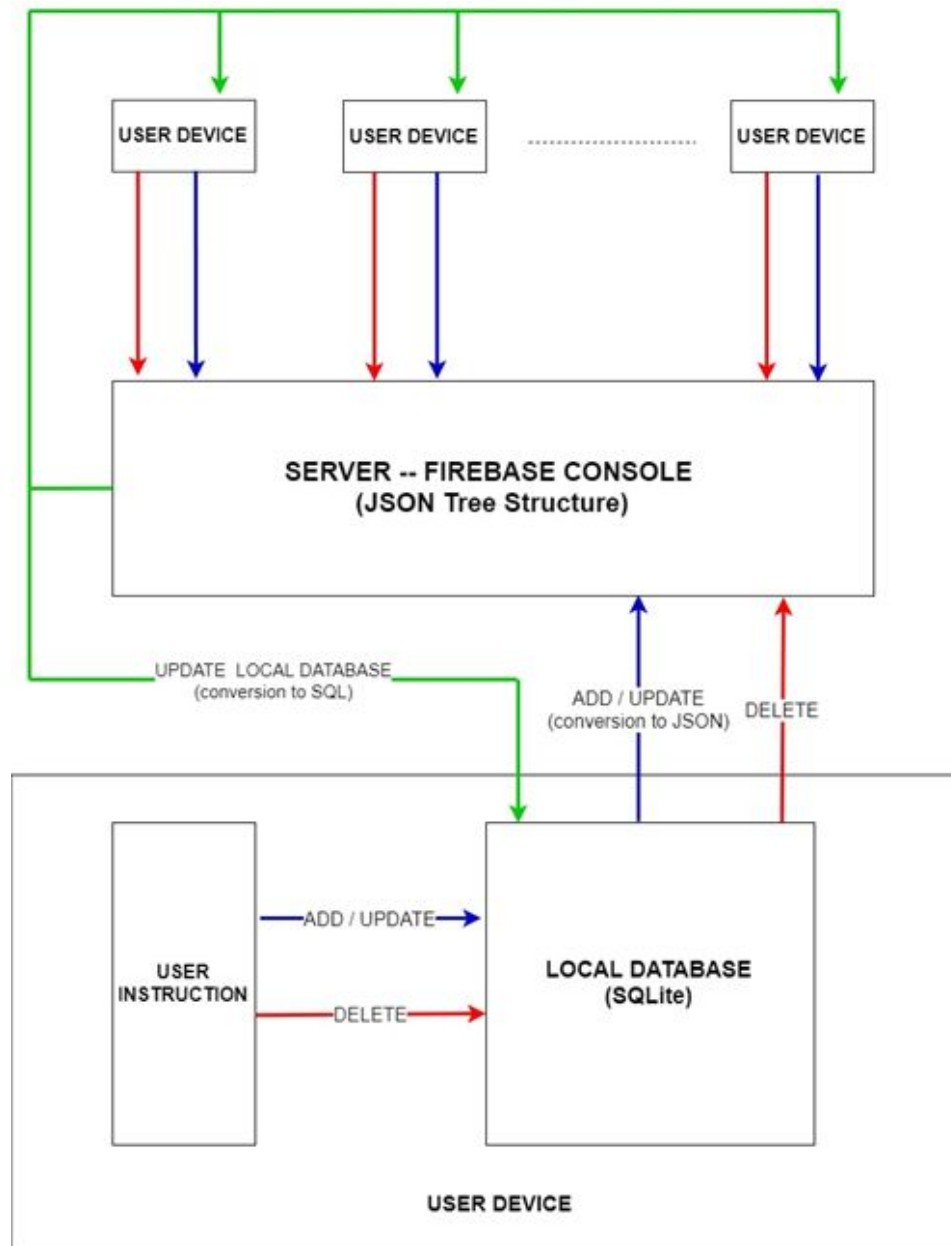 USER DEVICE
USER DEVICE
USER DEVICE
SERVER -- FIREBASE CONSOLE
(JSON Tree Structure)
UPDATE LOCAL DATABASE
(conversion to SQL)
ADD / UPDATE
(conversion to JSON)
DELETE
USER
INSTRUCTION
ADD / UPDATE
DELETE
LOCAL DATABASE
(SQLite)
USER DEVICE